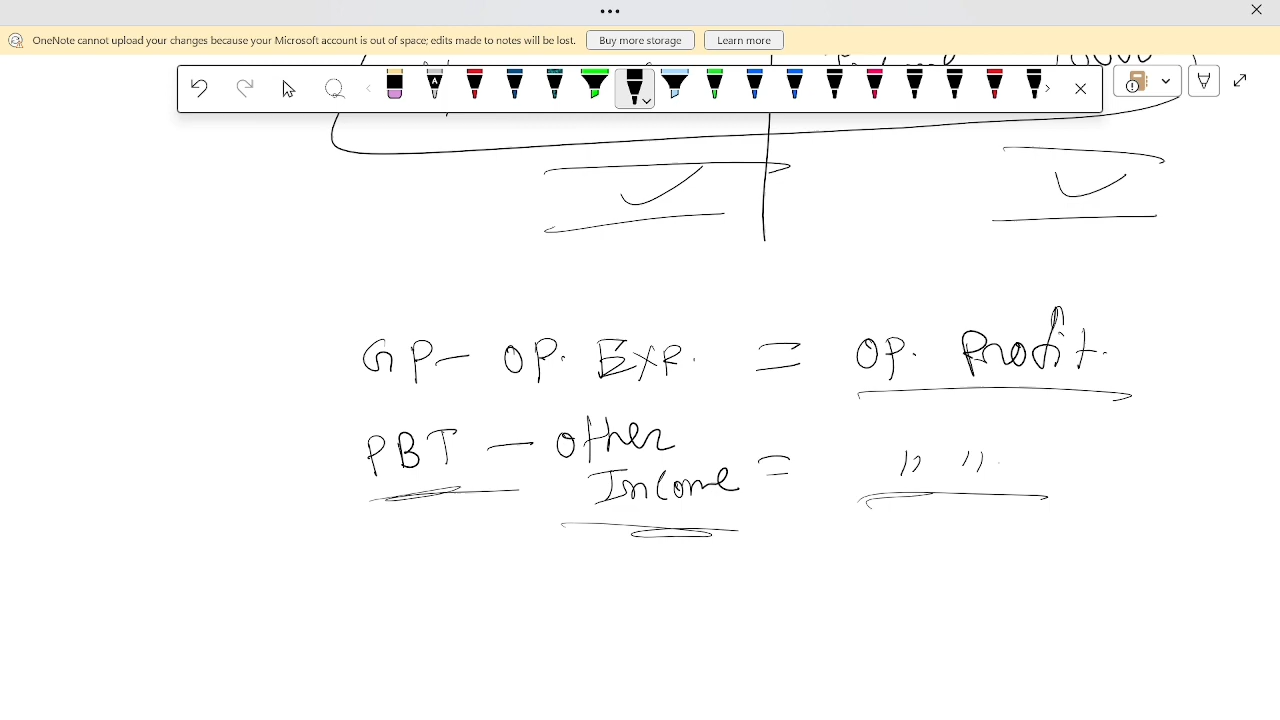 OneNote cannot upload your changes because your Microsoft account is out of space; edits made to notes will be lost. Buy more storage Learn more
GP - OP. EXP. = OP. Profit.
PBT - Other Income = " "